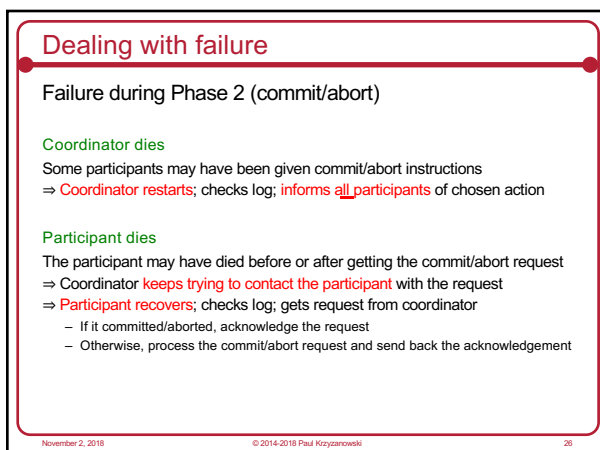 Dealing with failure
Failure during Phase 2 (commit/abort)
Coordinator dies
Some participants may have been given commit/abort instructions
⇒ Coordinator restarts; checks log; informs all participants of chosen action
Participant dies
The participant may have died before or after getting the commit/abort request
⇒ Coordinator keeps trying to contact the participant with the request
⇒ Participant recovers; checks log; gets request from coordinator
– If it committed/aborted, acknowledge the request
– Otherwise, process the commit/abort request and send back the acknowledgement
November 2, 2018
© 2014-2018 Paul Krzyzanowski
26